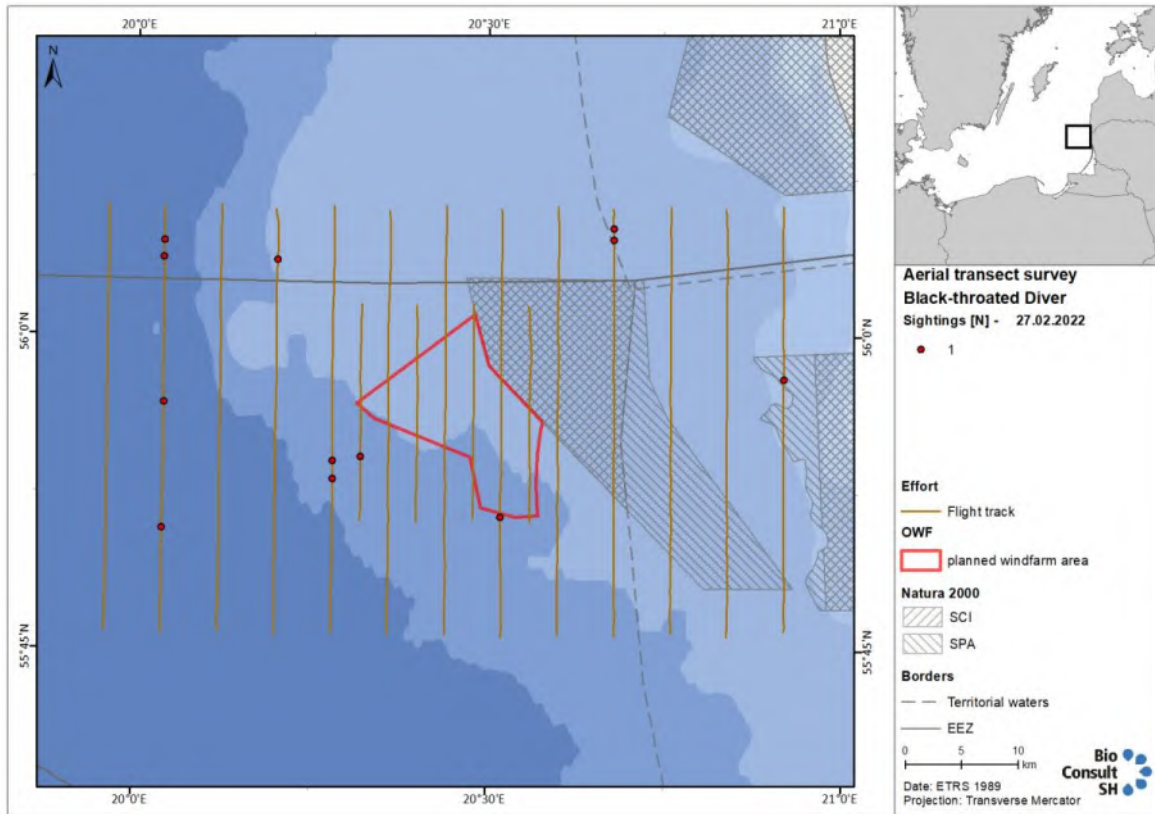 20°0'E
20°30'E
21°0'E
N
56°0'N
56°0'N
55°45'N
55°45'N
20°0'E
20°30'E
21°0'E
Aerial transect survey
Black-throated Diver
Sightings [N] - 27.02.2022
1
Effort
Flight track
OWF
planned windfarm area
Natura 2000
SCI
SPA
Borders
Territorial waters
EEZ
0 5 10
km
Date: ETRS 1989
Projection: Transverse Mercator
Bio
Consult
SH